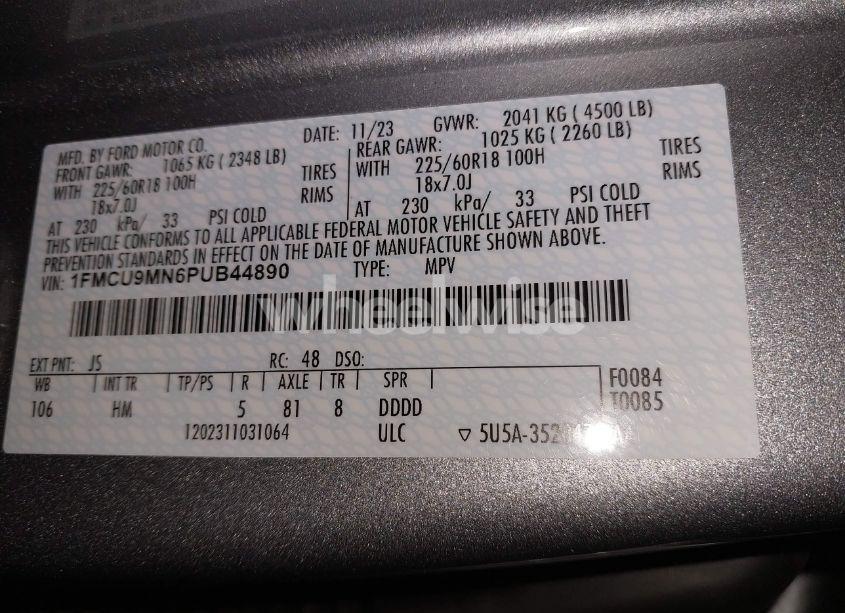 MFD. BY FORD MOTOR CO. DATE: 11/23 GVWR: 2041 KG ( 4500 LB)
FRONT GAWR: 1065 KG ( 2348 LB) REAR GAWR: 1025 KG ( 2260 LB)
WITH 225/60R18 100H TIRES WITH 225/60R18 100H TIRES
18x7.0J RIMS 18x7.0J RIMS
AT 230 kPa/ 33 PSI COLD AT 230 kPa/ 33 PSI COLD
THIS VEHICLE CONFORMS TO ALL APPLICABLE FEDERAL MOTOR VEHICLE SAFETY AND THEFT
PREVENTION STANDARDS IN EFFECT ON THE DATE OF MANUFACTURE SHOWN ABOVE.
VIN: 1FMCU9MN6PUB44890 TYPE: MPV
wheelwise
EXT PNT: JS RC: 48 DSO:
WB INT TR TP/PS R AXLE TR SPR F0084
106 HM 5 81 8 DDDD T0085
1202311031064 ULC